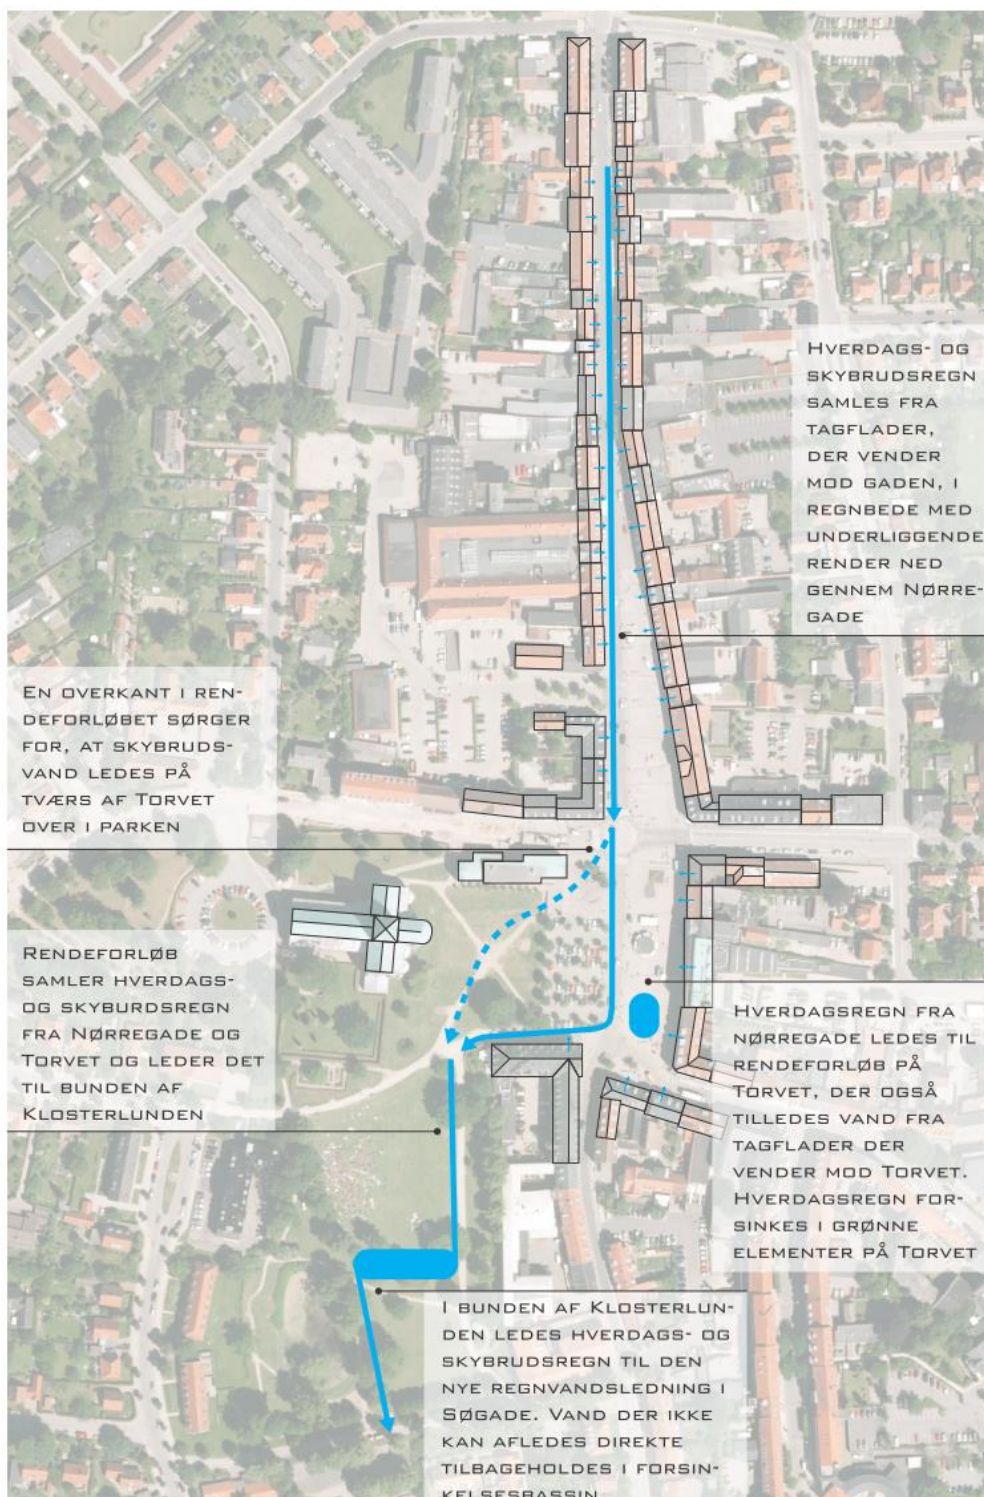 HVERDAGS- OG
SKYBRUDSREGN
SAMLES FRA
TAGFLADER,
DER VENDER
MOD GADEN, I
REGNBEDE MED
UNDERLIGGENDE
RENDER NED
GENNEM NØRRE-
GADE
EN OVERKANT I REN-
DEFORLØBET SØRGER
FOR, AT SKYBRUDS-
VAND LEDES PÅ
TVÆRS AF TORVET
OVER I PARKEN
RENDEFORLØB
SAMLER HVERDAGS-
OG SKYBURDSREGN
FRA NØRREGADE OG
TORVET OG LEDER DET
TIL BUNDEN AF
KLOSTERLUNDEN
HVERDAGSREGN FRA
NØRREGADE LEDES TIL
RENDEFORLØB PÅ
TORVET, DER OGSÅ
TILLEDES VAND FRA
TAGFLADER DER
VENDER MOD TORVET.
HVERDAGSREGN FOR-
SINKES I GRØNNE
ELEMENTER PÅ TORVET
I BUNDEN AF KLOSTERLUN-
DEN LEDES HVERDAGS- OG
SKYBRUDSREGN TIL DEN
NYE REGNVANDSLEDNING I
SØGADE. VAND DER IKKE
KAN AFLEDES DIREKTE
TILBAGEHOLDES I FORSIN-
KELSESBASSIN